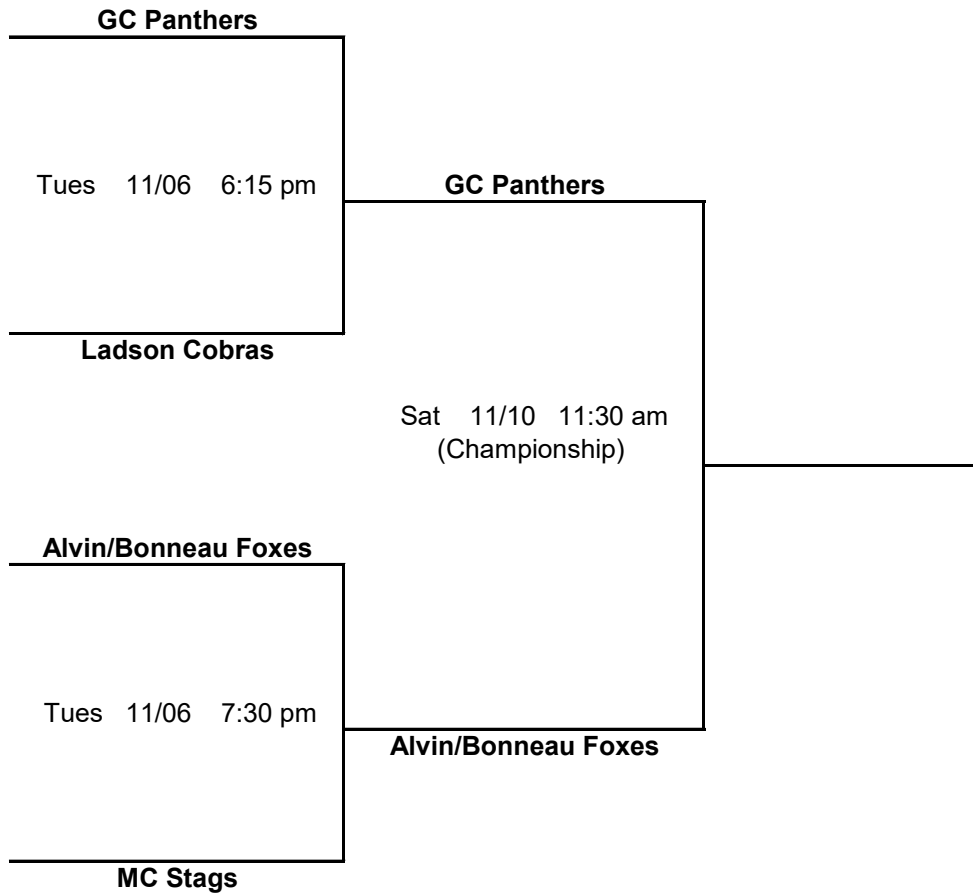 GC Panthers
Tues 11/06 6:15 pm
GC Panthers
Ladson Cobras
Sat 11/10 11:30 am
(Championship)
Alvin/Bonneau Foxes
Tues 11/06 7:30 pm
Alvin/Bonneau Foxes
MC Stags